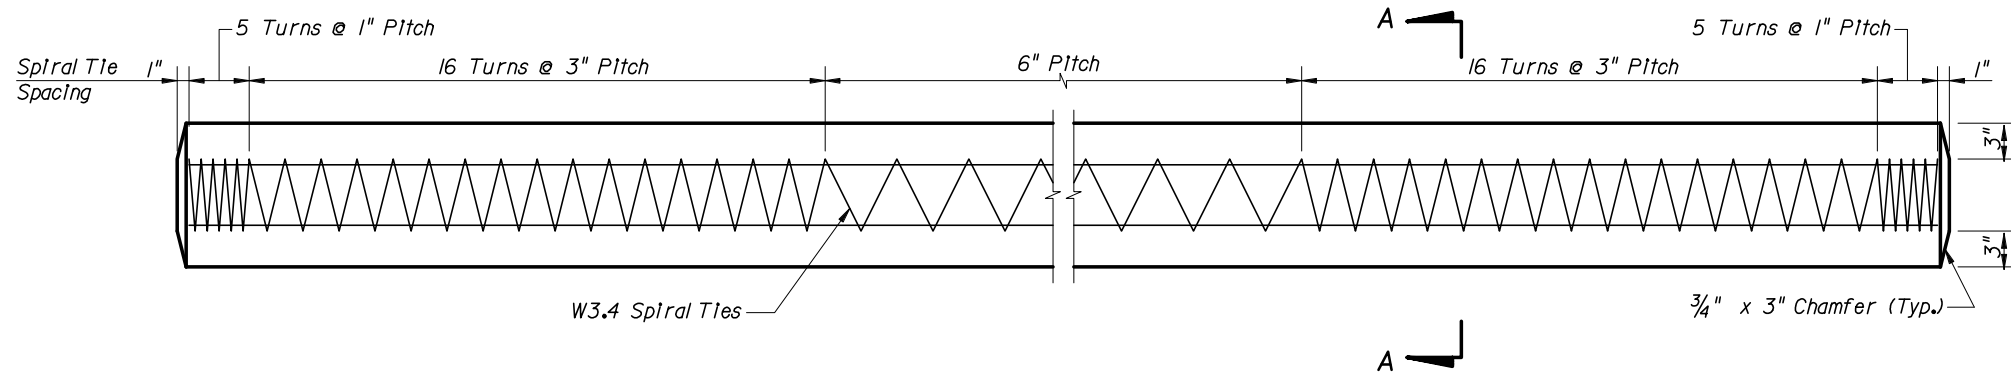 A
5 Turns @ 1" Pitch
5 Turns @ 1" Pitch
Spiral Tie
Spacing
1"
16 Turns @ 3" Pitch
6" Pitch
16 Turns @ 3" Pitch
1"
3"
3"
W3.4 Spiral Ties
3/4" x 3" Chamfer (Typ.)
A